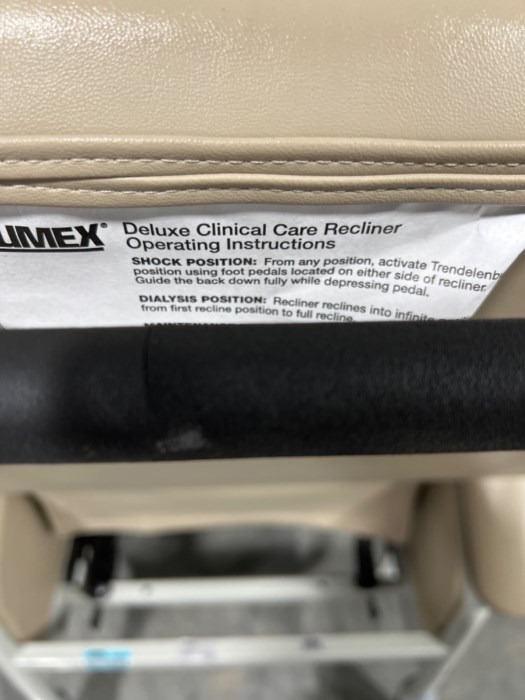 UMEX®
Deluxe Clinical Care Recliner
Operating Instructions
SHOCK POSITION: From any position, activate Trendelenb
position using foot pedals located on either side of recliner.
Guide the back down fully while depressing pedal.
DIALYSIS POSITION: Recliner reclines into infinite
from first recline position to full recline.